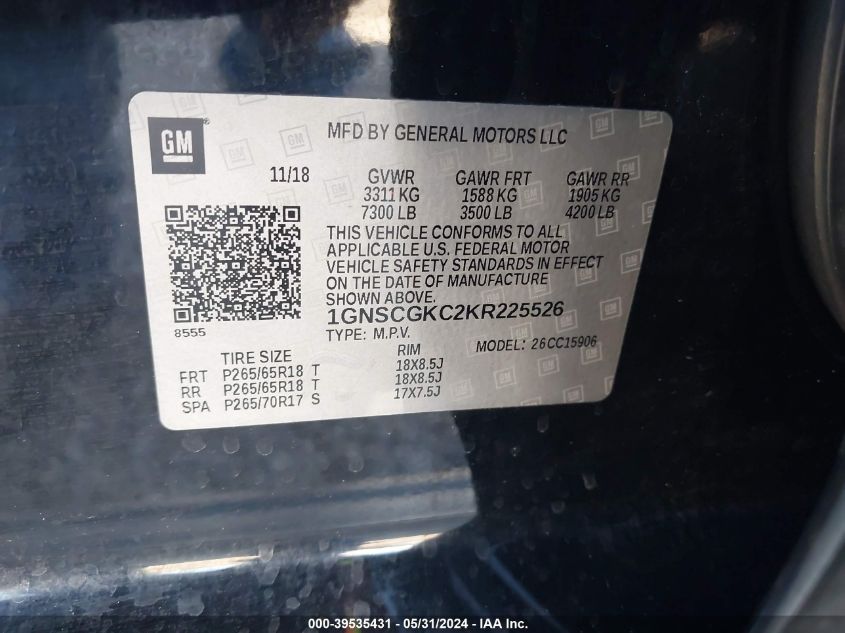 GM
MFD BY GENERAL MOTORS LLC
11/18 GVWR GAWR FRT GAWR RR
3311 KG 1588 KG 1905 KG
7300 LB 3500 LB 4200 LB
THIS VEHICLE CONFORMS TO ALL
APPLICABLE U.S. FEDERAL MOTOR
VEHICLE SAFETY STANDARDS IN EFFECT
ON THE DATE OF MANUFACTURE
SHOWN ABOVE.
1GNSCGKC2KR225526
8555
TYPE: M.P.V. MODEL: 26CC15906
TIRE SIZE RIM
FRT P265/65R18 T 18X8.5J
RR P265/65R18 T 18X8.5J
SPA P265/70R17 S 17X7.5J
000-39535431 - 05/31/2024 - IAA Inc.